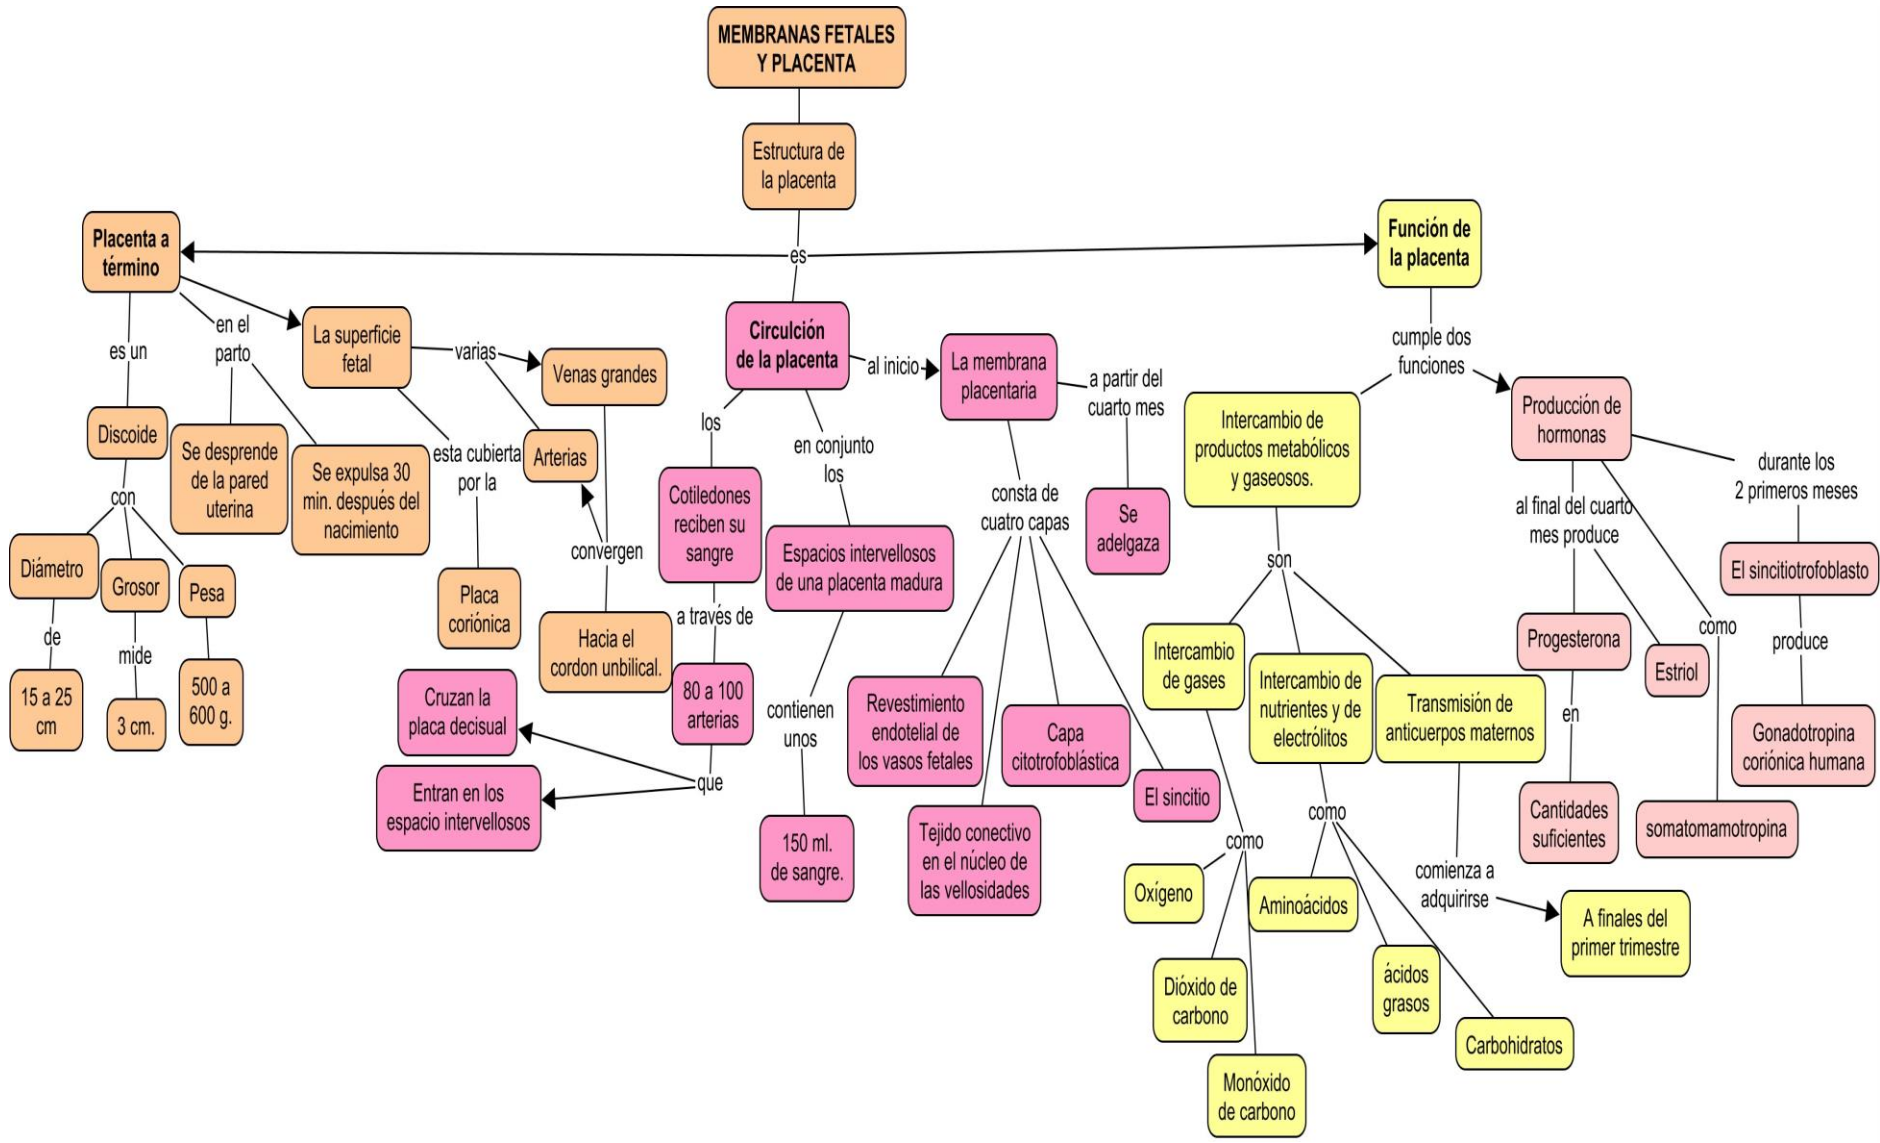 MEMBRANAS FETALES
Y PLACENTA
Estructura de
la placenta
es
Placenta a
término
es un
Discoide
con
Diámetro
de
15 a 25
cm
Grosor
mide
3 cm.
Pesa
500 a
600 g.
en el
parto
Se desprende
de la pared
uterina
Se expulsa 30
min. después del
nacimiento
La superficie
fetal
varias
Venas grandes
Arterias
convergen
Hacia el
cordon unbilical.
esta cubierta
por la
Placa
coriónica
Circulción
de la placenta
los
Cotiledones
reciben su
sangre
a través de
80 a 100
arterias
que
Cruzan la
placa decisual
Entran en los
espacio intervellosos
en conjunto
los
Espacios intervellosos
de una placenta madura
contienen
unos
150 ml.
de sangre.
al inicio
La membrana
placentaria
a partir del
cuarto mes
Se
adelgaza
consta de
cuatro capas
Revestimiento
endotelial de
los vasos fetales
Tejido conectivo
en el núcleo de
las vellosidades
Capa
citotrofoblástica
El sincitio
Función de
la placenta
cumple dos
funciones
Intercambio de
productos metabólicos
y gaseosos.
son
Intercambio
de gases
como
Oxígeno
Dióxido de
carbono
Monóxido
de carbono
Intercambio de
nutrientes y de
electrólitos
como
Aminoácidos
ácidos
grasos
Carbohidratos
Transmisión de
anticuerpos maternos
comienza a
adquirirse
A finales del
primer trimestre
Producción de
hormonas
al final del cuarto
mes produce
Progesterona
en
Cantidades
suficientes
Estriol
como
somatomamotropina
durante los
2 primeros meses
El sincitiotrofoblasto
produce
Gonadotropina
coriónica humana